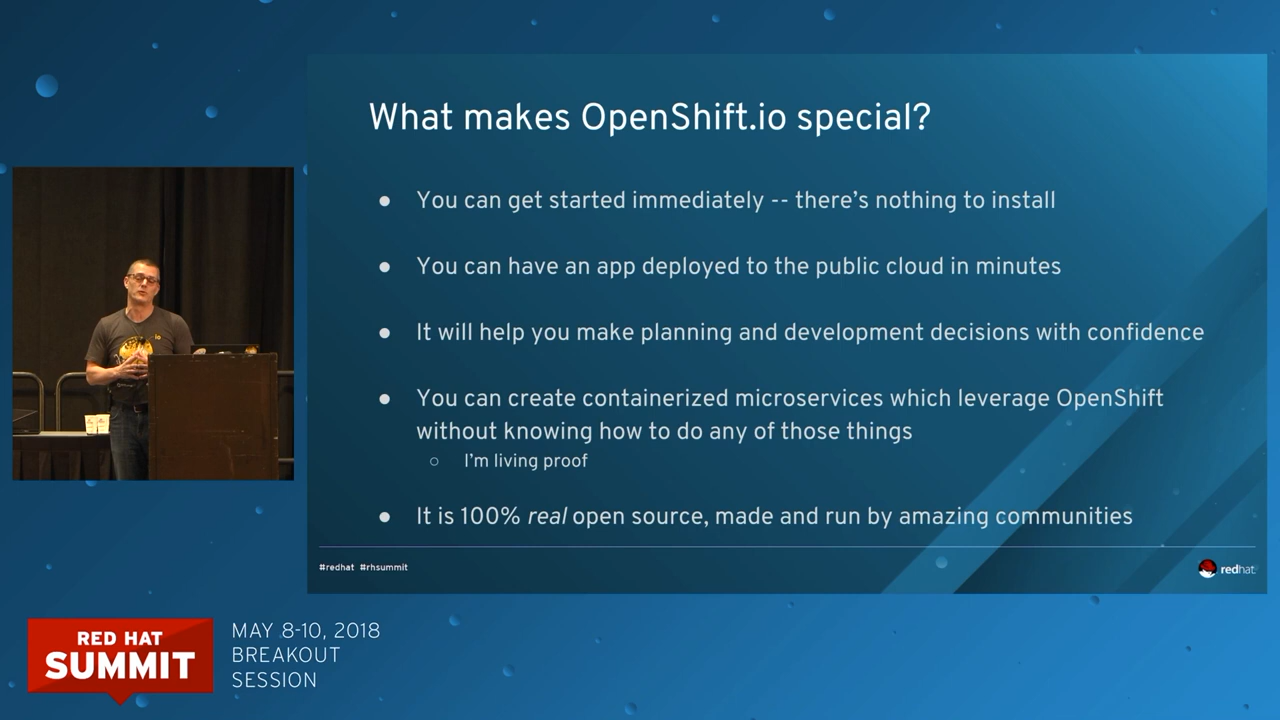 What makes OpenShift.io special?
● You can get started immediately -- there's nothing to install
● You can have an app deployed to the public cloud in minutes
● It will help you make planning and development decisions with confidence
● You can create containerized microservices which leverage OpenShift
without knowing how to do any of those things
○ I'm living proof
● It is 100% real open source, made and run by amazing communities
#redhat #rhsummit
redhat.
RED HAT
SUMMIT
MAY 8-10, 2018
BREAKOUT
SESSION